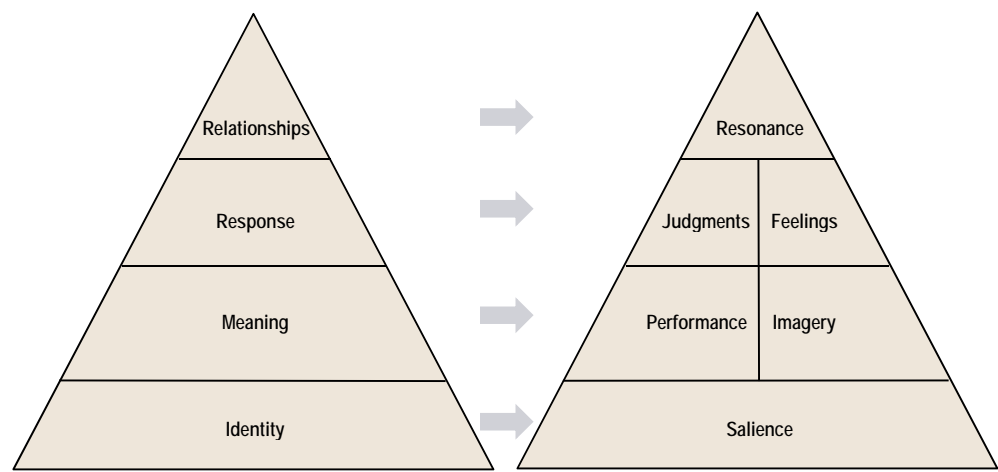 Relationships
Resonance
Response
Judgments
Feelings
Meaning
Performance
Imagery
Identity
Salience